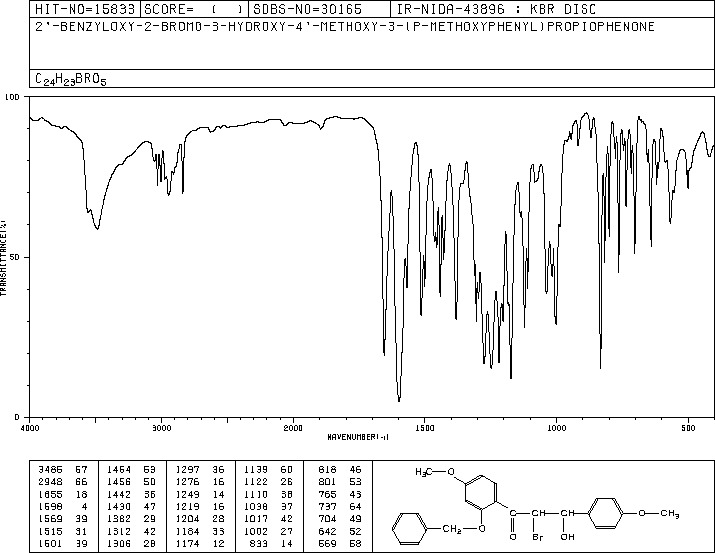 HIT-NO=15833 SCORE= ( ) SDBS-NO=30165 IR-NIDA-43896 : KBR DISC
2'-BENZYLOXY-2-BROMO-3-HYDROXY-4'-METHOXY-3-(P-METHOXYPHENYL)PROPIOPHENONE
C24H23BRO5
100
TRANSMITTANCE(%)
50
0
4000 3000 2000 1500 1000 500
WAVENUMBER(-1)
3485 57 1464 53 1297 36 1139 60 818 46
2948 66 1456 50 1276 16 1122 26 801 53
1655 18 1442 36 1249 14 1110 38 765 43
1598 4 1430 47 1219 16 1038 37 737 64
1569 39 1382 29 1204 28 1017 42 704 49
1515 31 1312 42 1184 33 1002 27 642 52
1501 39 1306 28 1174 12 833 14 569 58
H3C O
O CH3
CH2 O
O Br OH